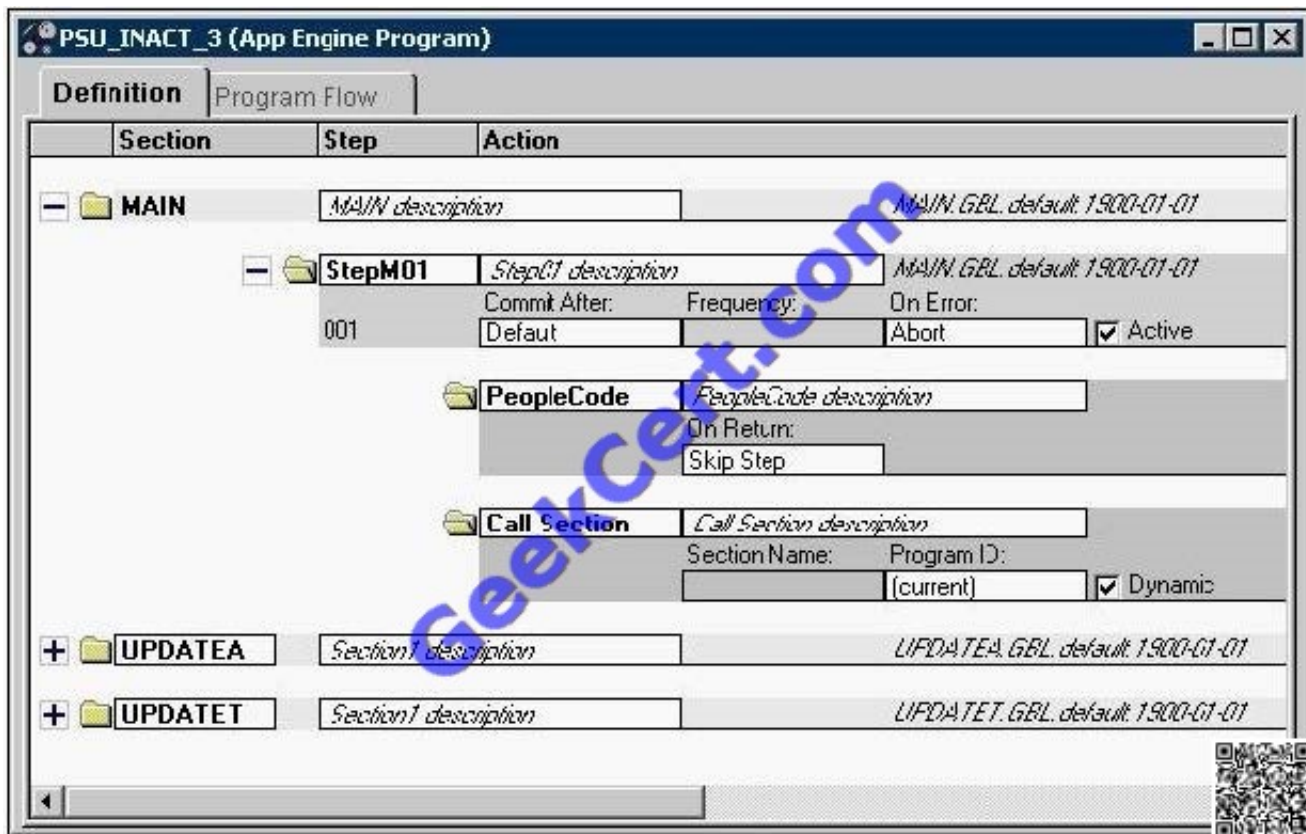 PSU_INACT_3 (App Engine Program)
Definition Program Flow
Section Step Action
MAIN MAIN description MAIN.GBL.default.1900-01-01
StepM01 Step01 description MAIN.GBL.default.1900-01-01
Commit After: Frequency: On Error:
001 Defaut Abort Active
PeopleCode PeopleCode description
On Return:
Skip Step
Call Section Call Section description
Section Name: Program ID:
(current) Dynamic
UPDATEA Section1 description UPDATEA.GBL.default.1900-01-01
UPDATET Section1 description UPDATET.GBL.default.1900-01-01
GeekCert.com